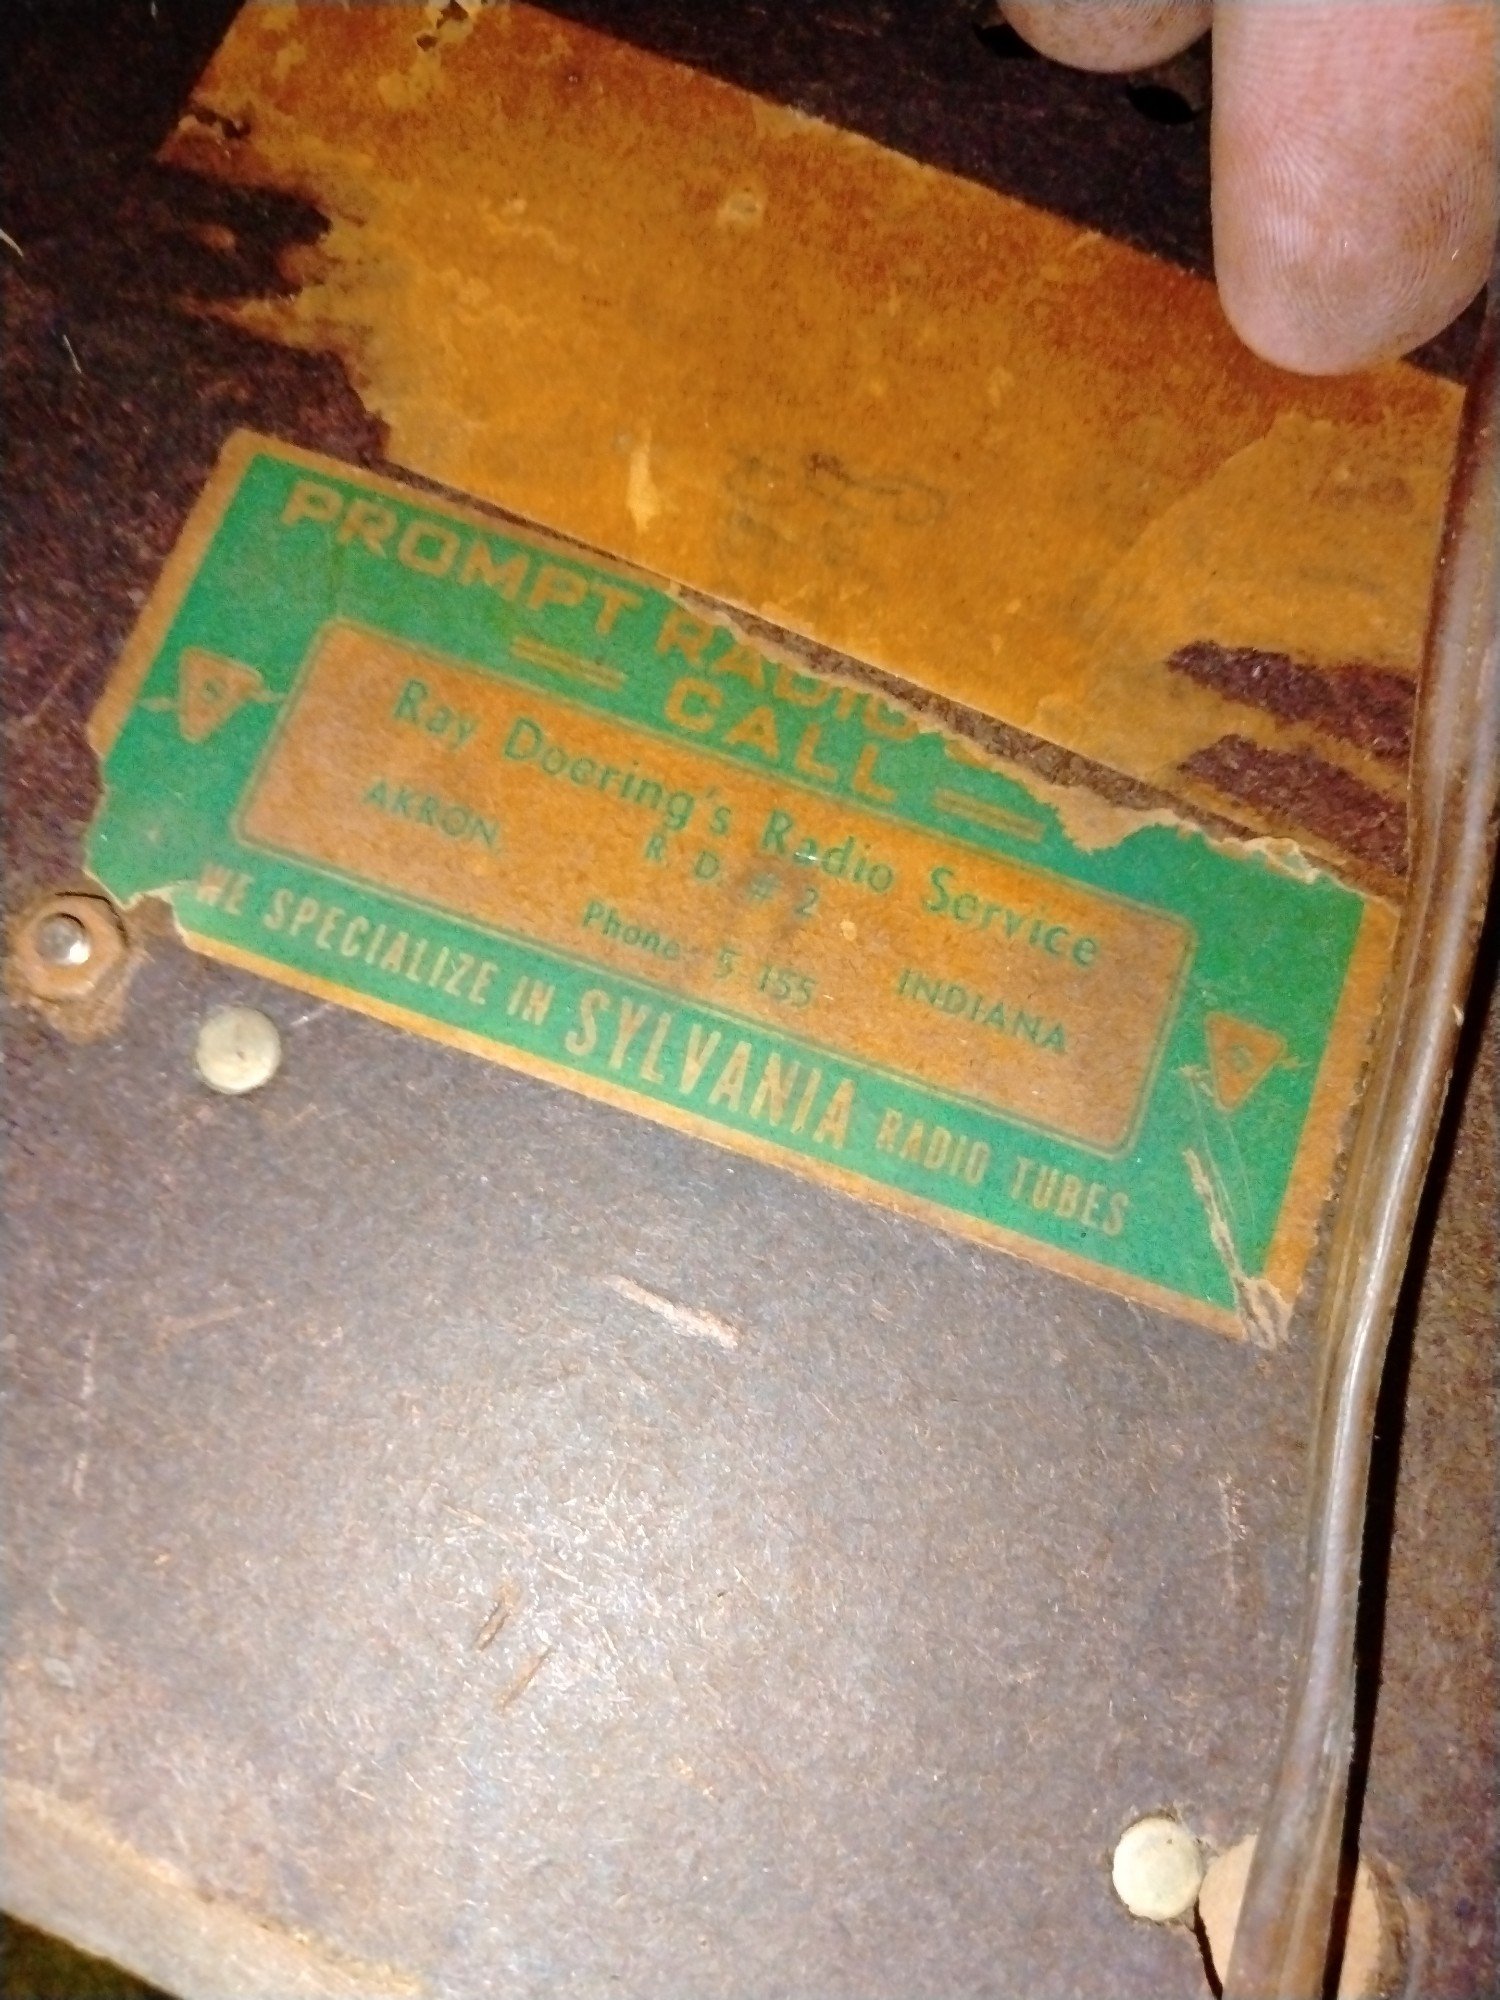 PROMPT RADIO
CALL
Ray Doering's Radio Service
R. D. # 2
AKRON, INDIANA
Phone - 5-155
WE SPECIALIZE IN SYLVANIA RADIO TUBES